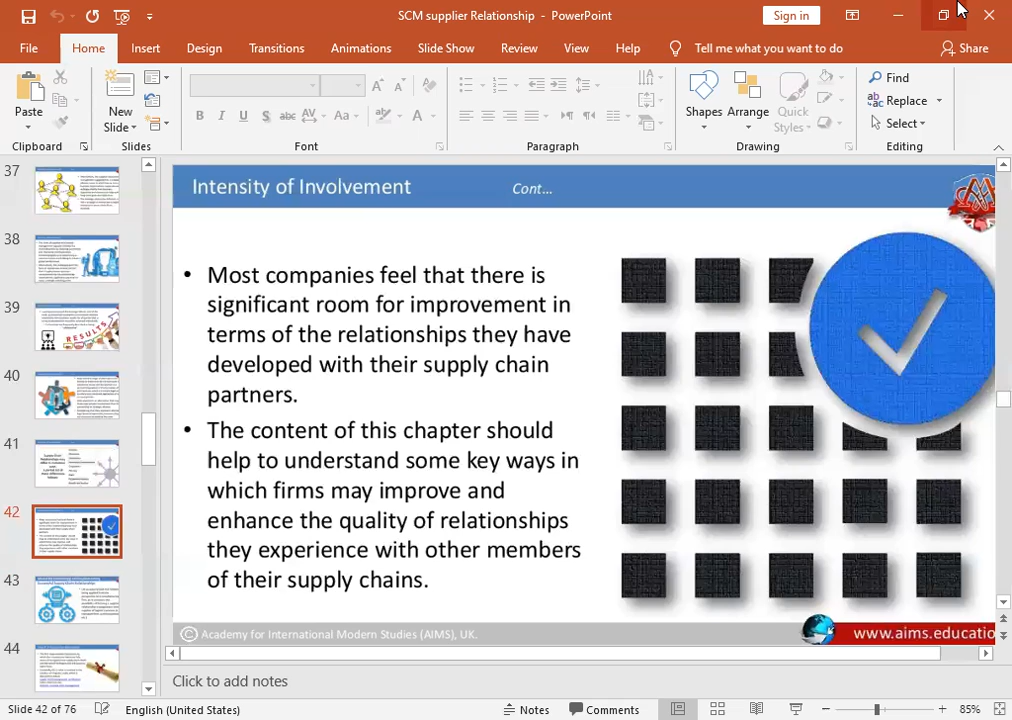 SCM supplier Relationship - PowerPoint
Sign in
File Home Insert Design Transitions Animations Slide Show Review View Help Tell me what you want to do Share
Paste
New Slide
B I U S abc AV Aa A
Shapes Arrange Quick Styles
Find
Replace
Select
Clipboard Slides Font Paragraph Drawing Editing
37
38
39
RESULTS
40
41
42
43
44
Intensity of Involvement Cont...
• Most companies feel that there is
significant room for improvement in
terms of the relationships they have
developed with their supply chain
partners.
• The content of this chapter should
help to understand some key ways in
which firms may improve and
enhance the quality of relationships
they experience with other members
of their supply chains.
© Academy for International Modern Studies (AIMS), UK.
www.aims.educatio
Click to add notes
Slide 42 of 76 English (United States) Notes Comments 85%